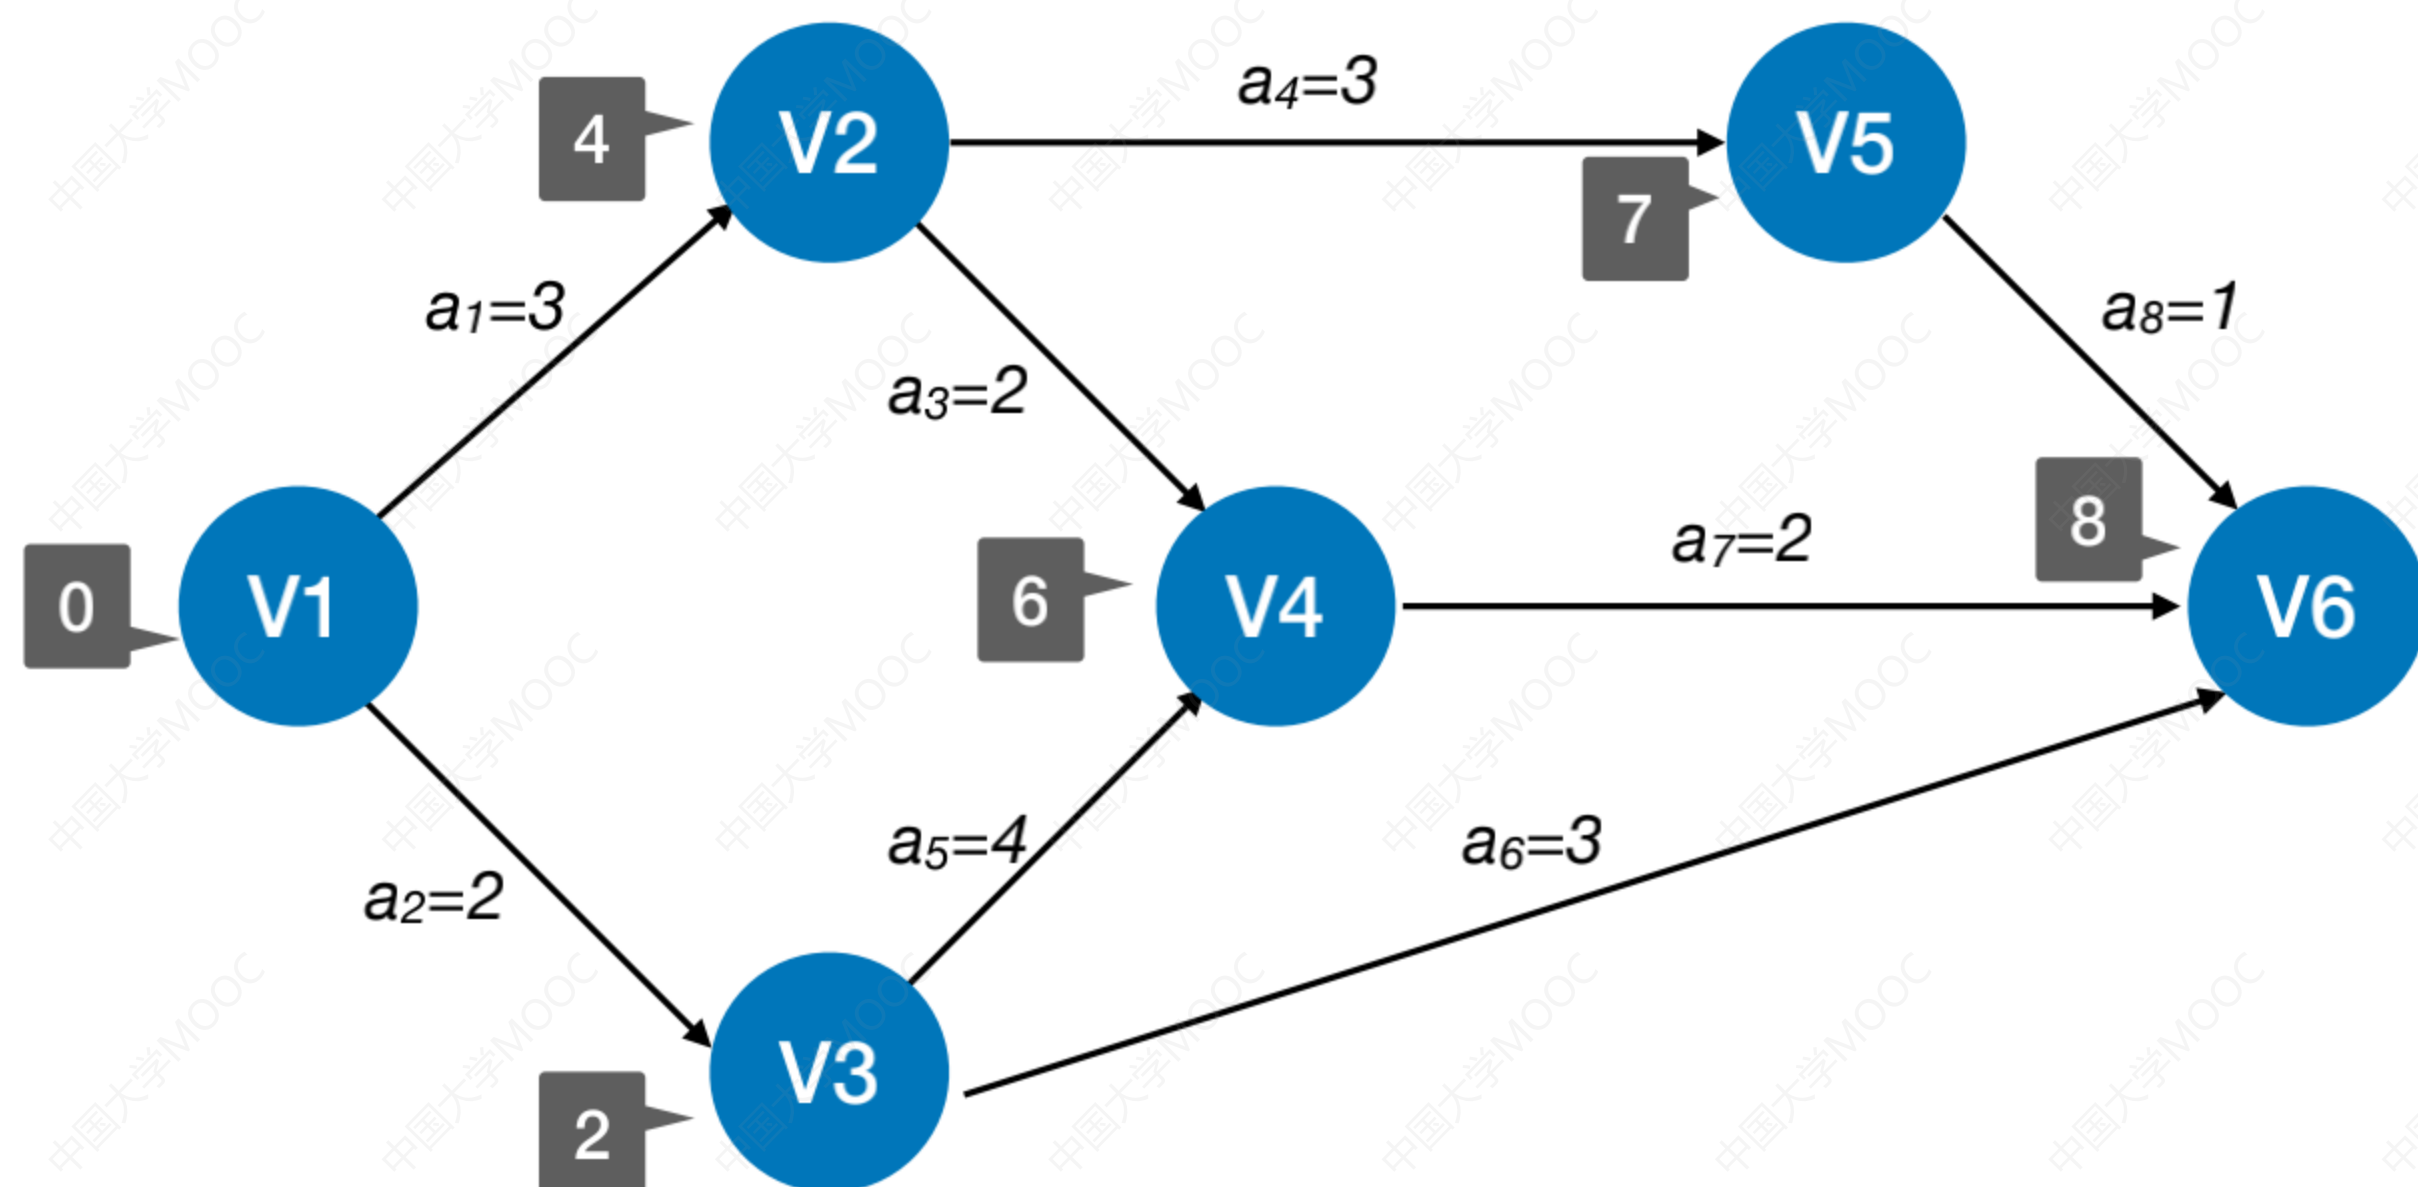 4
V2
a4=3
V5
7
a1=3
a8=1
a3=2
0
V1
6
V4
a7=2
8
V6
a2=2
a5=4
a6=3
V3
2
中国大学MOOC